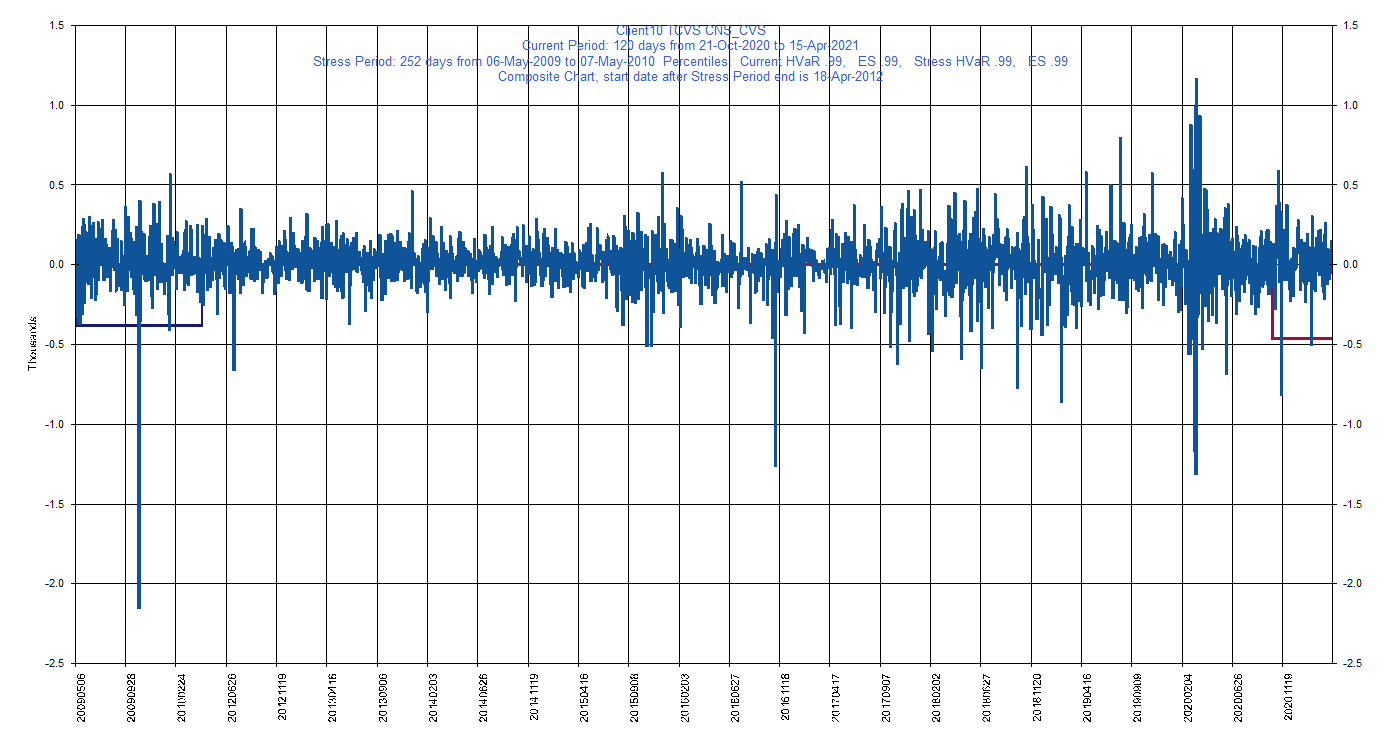 Client10 TCVS CNS_CVS
Current Period: 120 days from 21-Oct-2020 to 15-Apr-2021
Stress Period: 252 days from 06-May-2009 to 07-May-2010 Percentiles: Current HVaR .99, ES .99, Stress HVaR .99, ES .99
Composite Chart, start date after Stress Period end is 18-Apr-2012
1.5 1.5
1.0 1.0
0.5 0.5
0.0 0.0
Thousands
-0.5 -0.5
-1.0 -1.0
-1.5 -1.5
-2.0 -2.0
-2.5 -2.5
20090506 20090928 20100224 20120626 20121119 20130416 20130906 20140203 20140626 20141119 20150416 20150908 20160203 20160627 20161118 20170417 20170907 20180202 20180627 20181120 20190416 20190909 20200204 20200626 20201119